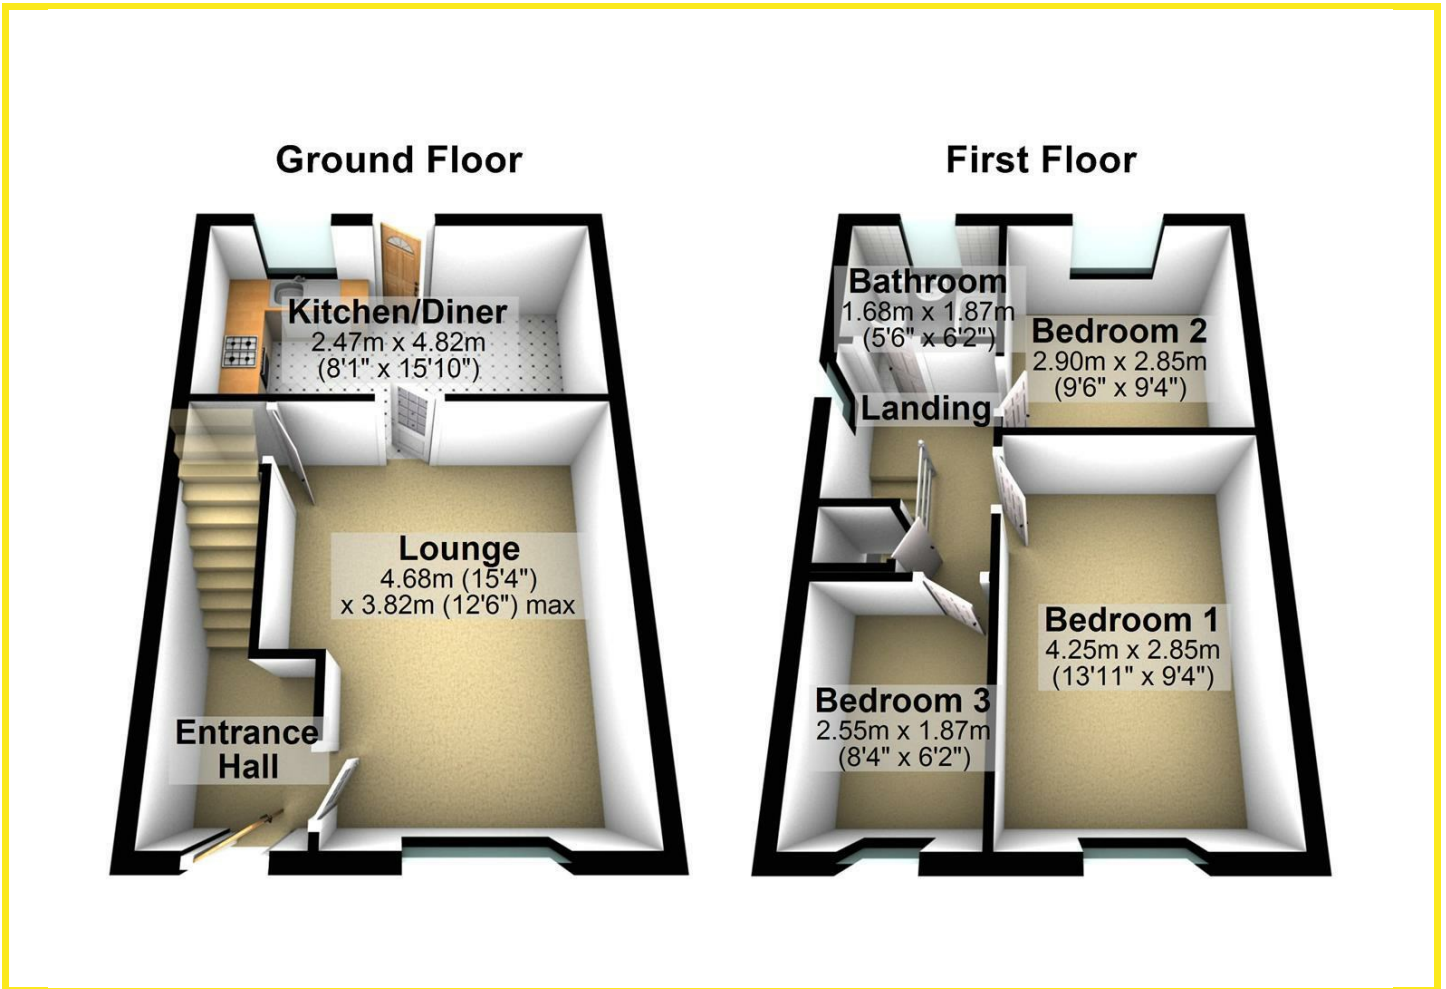 Ground Floor
Kitchen/Diner
2.47m x 4.82m
(8'1" x 15'10")
Lounge
4.68m (15'4")
x 3.82m (12'6") max
Entrance
Hall
First Floor
Bathroom
1.68m x 1.87m
(5'6" x 6'2")
Bedroom 2
2.90m x 2.85m
(9'6" x 9'4")
Landing
Bedroom 1
4.25m x 2.85m
(13'11" x 9'4")
Bedroom 3
2.55m x 1.87m
(8'4" x 6'2")